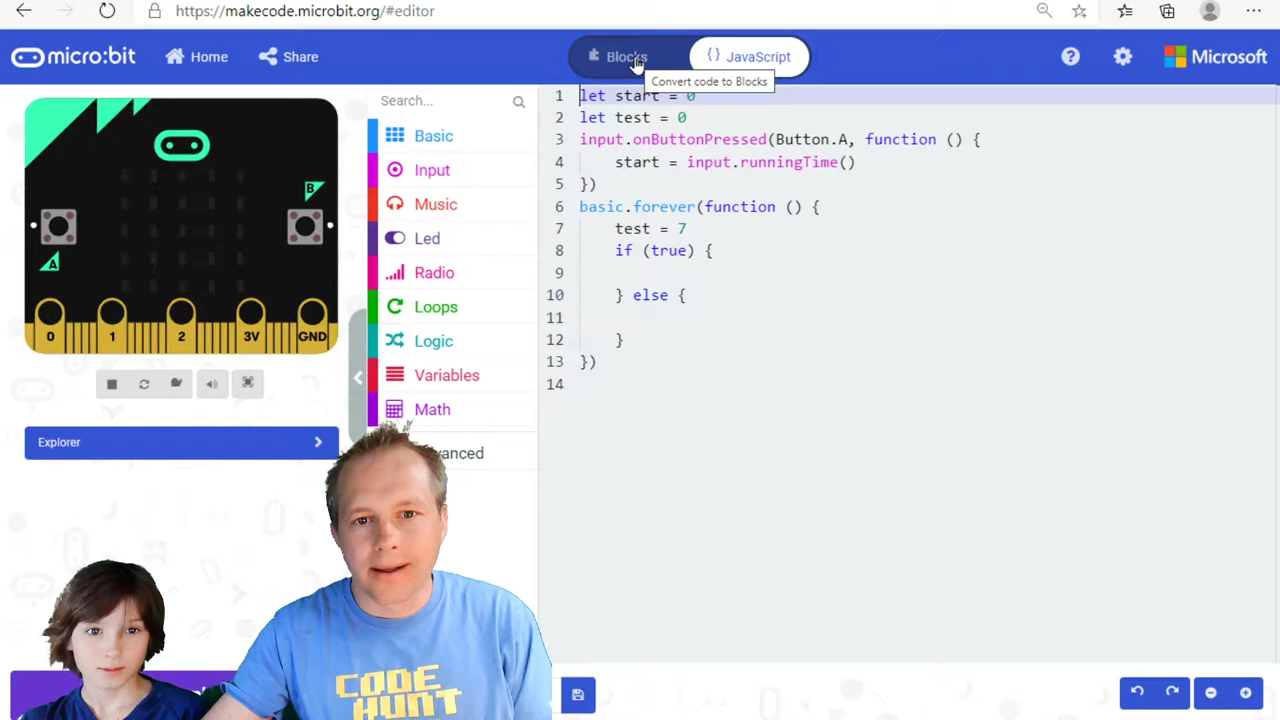 https://makecode.microbit.org/#editor
micro:bit
Home
Share
Blocks
{} JavaScript
Microsoft
Convert code to Blocks
Search...
Basic
Input
Music
Led
Radio
Loops
Logic
Variables
Math
vanced
B
A
0 1 2 3V GND
Explorer
1 let start = 0
2 let test = 0
3 input.onButtonPressed(Button.A, function () {
4 start = input.runningTime()
5 })
6 basic.forever(function () {
7 test = 7
8 if (true) {
9
10 } else {
11
12 }
13 })
14
CODE
HUNT